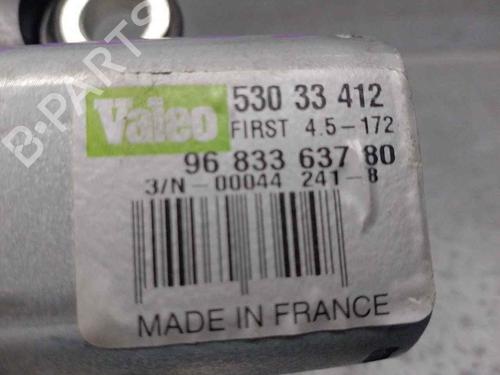 Valeo
530 33 412
FIRST 4.5-172
96 833 637 80
3/N-00044 241-B
MADE IN FRANCE
B-PARTS